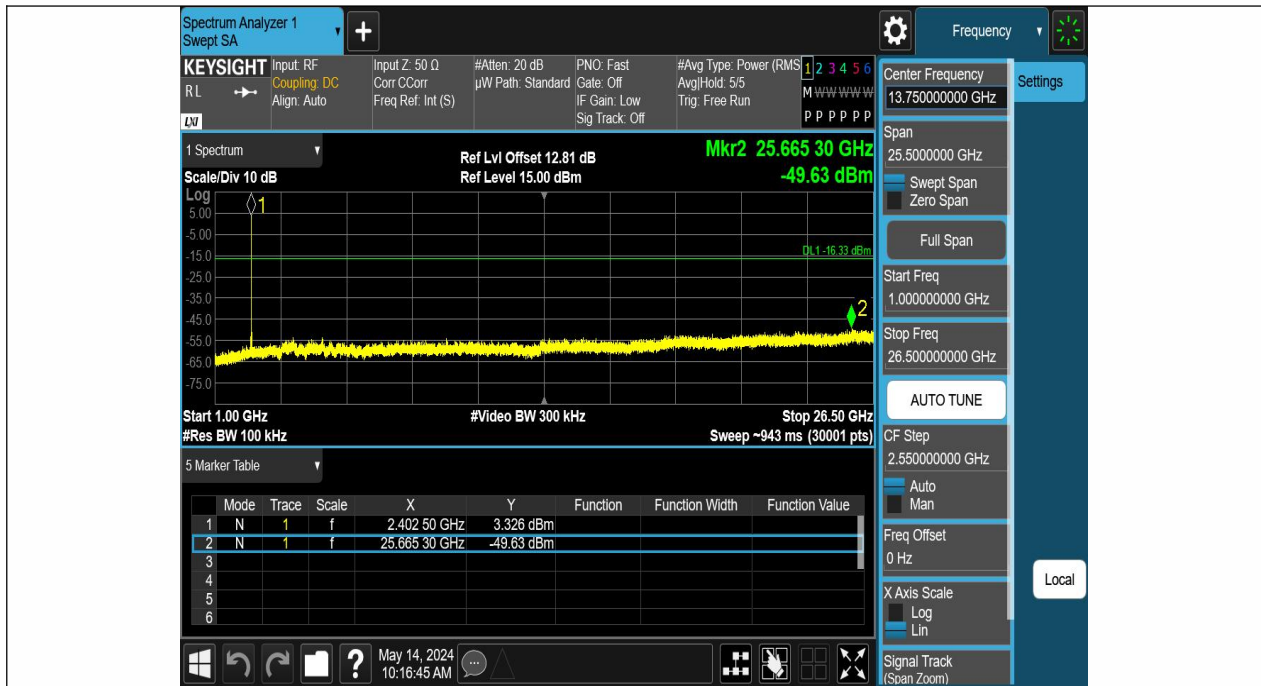 Spectrum Analyzer 1
Swept SA
+
Frequency
KEYSIGHT
R L
LXI
Input: RF
Coupling: DC
Align: Auto
Input Z: 50 Ω
Corr CCorr
Freq Ref: Int (S)
#Atten: 20 dB
µW Path: Standard
PNO: Fast
Gate: Off
IF Gain: Low
Sig Track: Off
#Avg Type: Power (RMS
Avg|Hold: 5/5
Trig: Free Run
1 2 3 4 5 6
M W W W W W
P P P P P P
1 Spectrum
Scale/Div 10 dB
Ref Lvl Offset 12.81 dB
Ref Level 15.00 dBm
Mkr2 25.665 30 GHz
-49.63 dBm
Log
5.00
-5.00
-15.0
-25.0
-35.0
-45.0
-55.0
-65.0
-75.0
1
DL1 -16.33 dBm
2
Start 1.00 GHz
#Video BW 300 kHz
Stop 26.50 GHz
#Res BW 100 kHz
Sweep ~943 ms (30001 pts)
5 Marker Table
Mode Trace Scale X Y Function Function Width Function Value
1 N 1 f 2.402 50 GHz 3.326 dBm
2 N 1 f 25.665 30 GHz -49.63 dBm
3
4
5
6
?
May 14, 2024
10:16:45 AM
Center Frequency
13.750000000 GHz
Settings
Span
25.5000000 GHz
Swept Span
Zero Span
Full Span
Start Freq
1.000000000 GHz
Stop Freq
26.500000000 GHz
AUTO TUNE
CF Step
2.550000000 GHz
Auto
Man
Freq Offset
0 Hz
Local
X Axis Scale
Log
Lin
Signal Track
(Span Zoom)